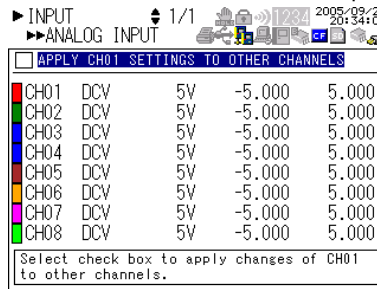 ▶INPUT 1/1 1234 2005/09/2
▶▶ANALOG INPUT CF SD 20:34:0
APPLY CH01 SETTINGS TO OTHER CHANNELS
CH01 DCV 5V -5.000 5.000
CH02 DCV 5V -5.000 5.000
CH03 DCV 5V -5.000 5.000
CH04 DCV 5V -5.000 5.000
CH05 DCV 5V -5.000 5.000
CH06 DCV 5V -5.000 5.000
CH07 DCV 5V -5.000 5.000
CH08 DCV 5V -5.000 5.000
Select check box to apply changes of CH01
to other channels.